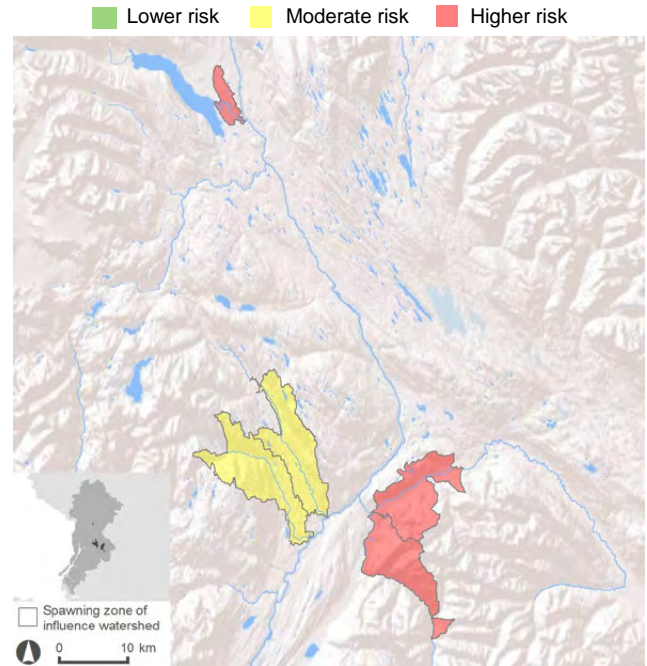 Lower risk Moderate risk Higher risk
Spawning zone of
influence watershed
0 10 km